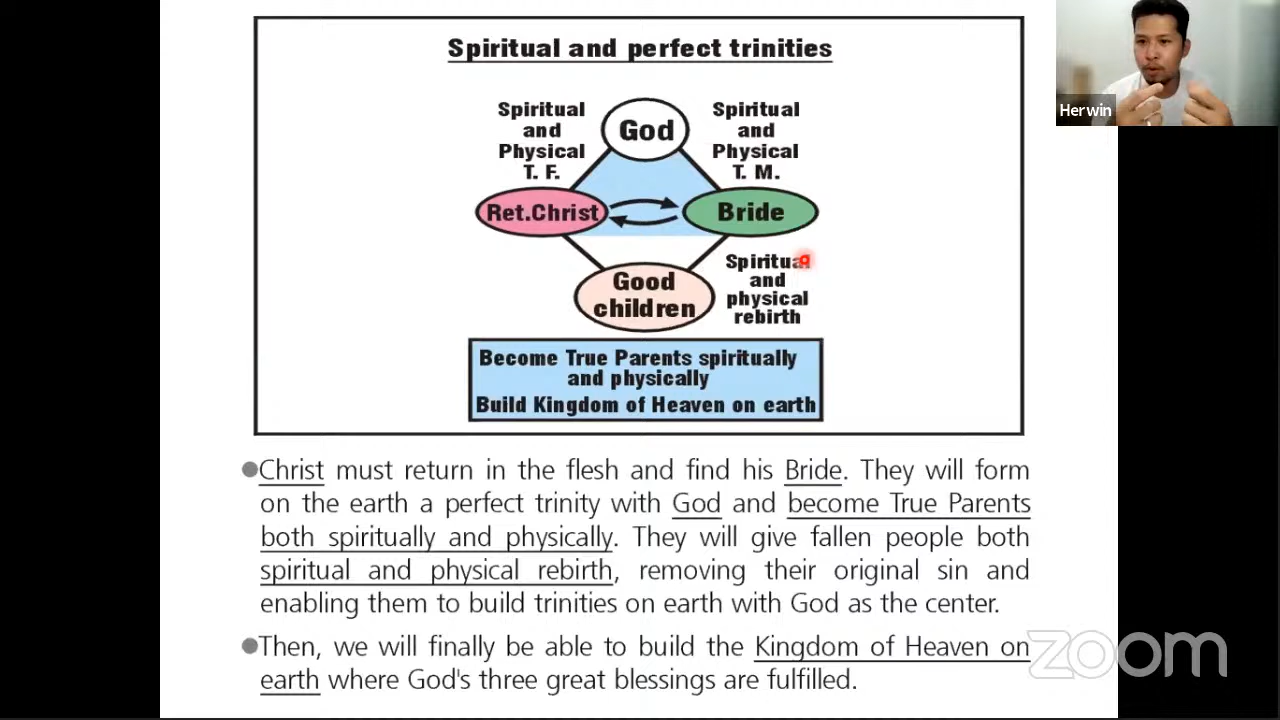 Spiritual and perfect trinities
Spiritual
and
Physical
T. F.
God
Spiritual
and
Physical
T. M.
Ret.Christ
Bride
Good
children
Spiritual
and
physical
rebirth
Become True Parents spiritually
and physically
Build Kingdom of Heaven on earth
Christ must return in the flesh and find his Bride. They will form
on the earth a perfect trinity with God and become True Parents
both spiritually and physically. They will give fallen people both
spiritual and physical rebirth, removing their original sin and
enabling them to build trinities on earth with God as the center.
Then, we will finally be able to build the Kingdom of Heaven on
earth where God's three great blessings are fulfilled.
Herwin
zoom